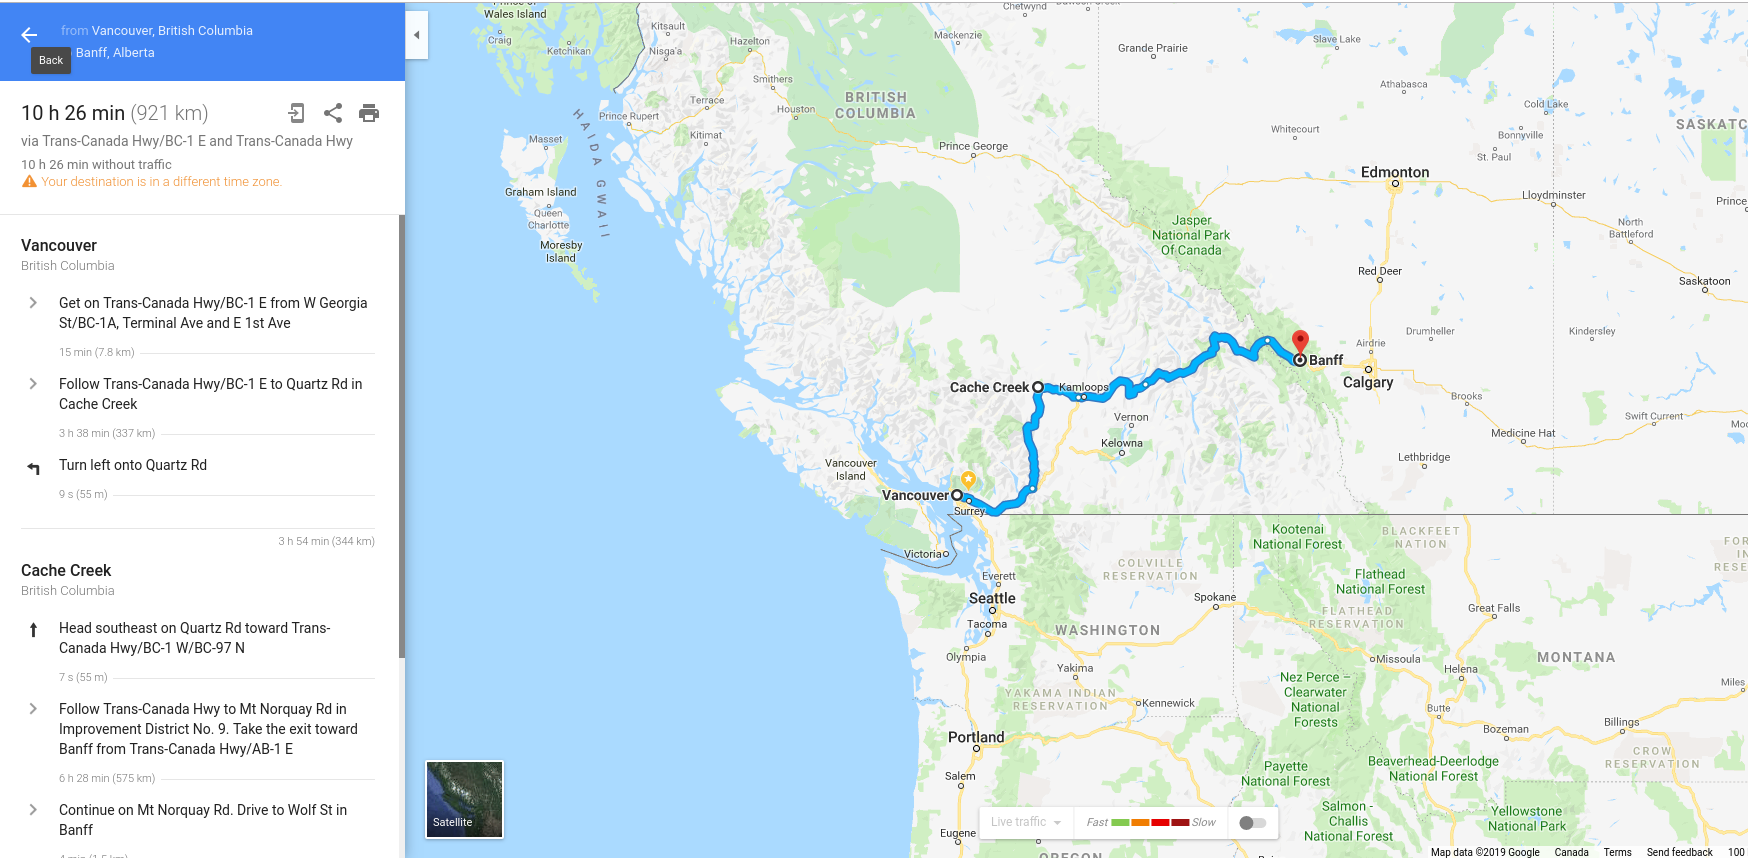 from Vancouver, British Columbia
Banff, Alberta
Back
10 h 26 min (921 km)
via Trans-Canada Hwy/BC-1 E and Trans-Canada Hwy
10 h 26 min without traffic
Your destination is in a different time zone.
Vancouver
British Columbia
Get on Trans-Canada Hwy/BC-1 E from W Georgia
St/BC-1A, Terminal Ave and E 1st Ave
15 min (7.8 km)
Follow Trans-Canada Hwy/BC-1 E to Quartz Rd in
Cache Creek
3 h 38 min (337 km)
Turn left onto Quartz Rd
9 s (55 m)
3 h 54 min (344 km)
Cache Creek
British Columbia
Head southeast on Quartz Rd toward Trans-
Canada Hwy/BC-1 W/BC-97 N
7 s (55 m)
Follow Trans-Canada Hwy to Mt Norquay Rd in
Improvement District No. 9. Take the exit toward
Banff from Trans-Canada Hwy/AB-1 E
6 h 28 min (575 km)
Continue on Mt Norquay Rd. Drive to Wolf St in
Banff
Wales Island
Craig
Ketchikan
Kitsault
Nisga'a
Hazelton
Smithers
Terrace
Houston
Prince Rupert
Kitimat
Masset
HAIDA GWAII
Graham Island
Queen
Charlotte
Moresby
Island
Chetwynd
Mackenzie
Grande Prairie
Slave Lake
Athabasca
BRITISH
COLUMBIA
Prince George
Whitecourt
Cold Lake
Bonnyville
St. Paul
SASKATC
Edmonton
Lloydminster
Prince
North
Battleford
Jasper
National Park
Of Canada
Red Deer
Saskatoon
Drumheller
Kindersley
Airdrie
Banff
Calgary
Cache Creek
Kamloops
Vernon
Kelowna
Brooks
Swift Current
Moo
Medicine Hat
Lethbridge
Vancouver
Island
Vancouver
Surrey
Victoria
Kootenai
National Forest
BLACKFEET
NATION
FOR
RESE
COLVILLE
RESERVATION
Flathead
National Forest
Everett
Seattle
Spokane
FLATHEAD
RESERVATION
Great Falls
Tacoma
WASHINGTON
Olympia
Yakima
Missoula
Helena
MONTANA
Nez Perce –
Clearwater
National
Forests
Miles
YAKAMA INDIAN
RESERVATION
Kennewick
Butte
Billings
Bozeman
Portland
CROW
RESERVATION
Payette
National Forest
Beaverhead-Deerlodge
National Forest
Salem
Salmon -
Challis
National Forest
Yellowstone
National Park
Eugene
OREGON
Satellite
Live traffic
Fast
Slow
Map data ©2019 Google
Canada
Terms
Send feedback
100